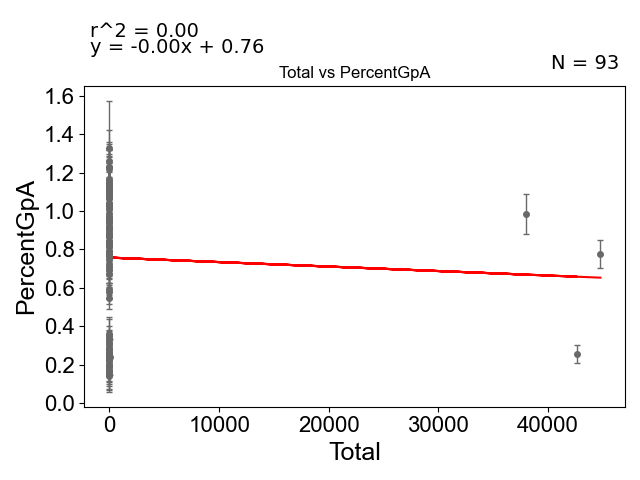 r^2 = 0.00
y = -0.00x + 0.76
N = 93
Total vs PercentGpA
PercentGpA
1.6
1.4
1.2
1.0
0.8
0.6
0.4
0.2
0.0
0 10000 20000 30000 40000
Total